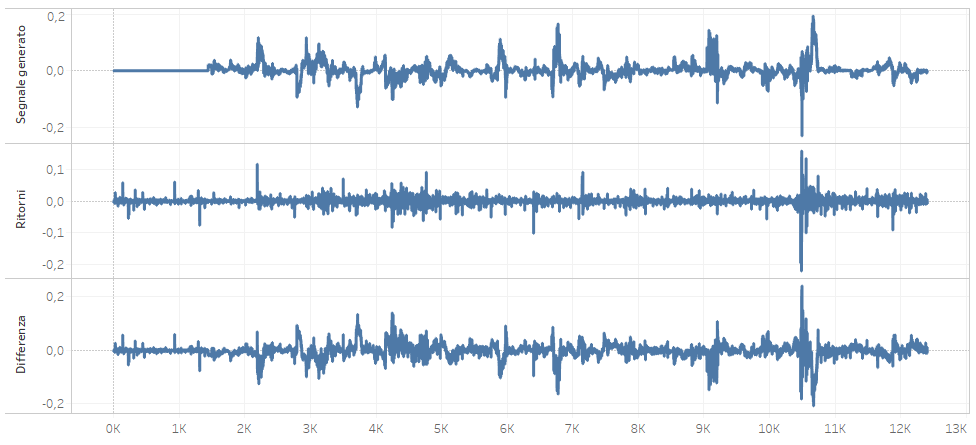 Segnale generato
0,2
0,0
-0,2
Ritorni
0,1
0,0
-0,1
-0,2
Differenza
0,2
0,0
-0,2
0K 1K 2K 3K 4K 5K 6K 7K 8K 9K 10K 11K 12K 13K